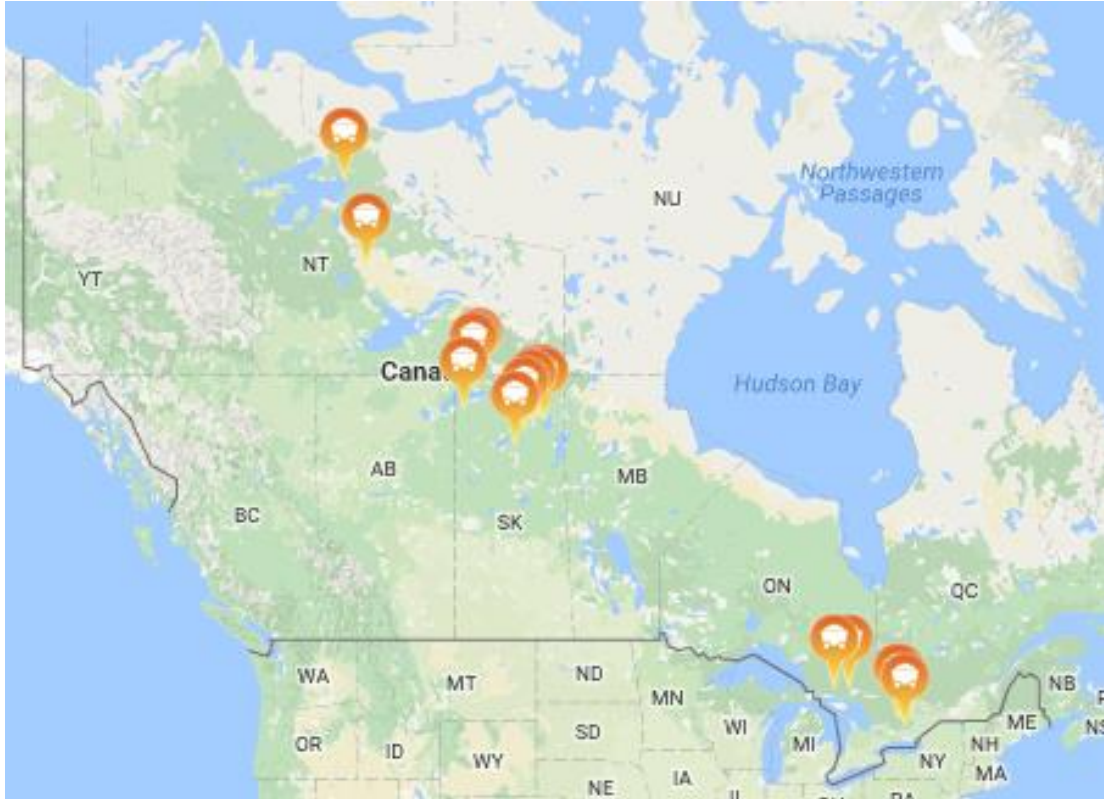 Northwestern
Passages
NU
NT
YT
Cana
Hudson Bay
AB
MB
BC
SK
ON
QC
WA
MT
ND
MN
NB
ME
OR
ID
SD
WI
MI
NH
NY
WY
MA
NE
IA